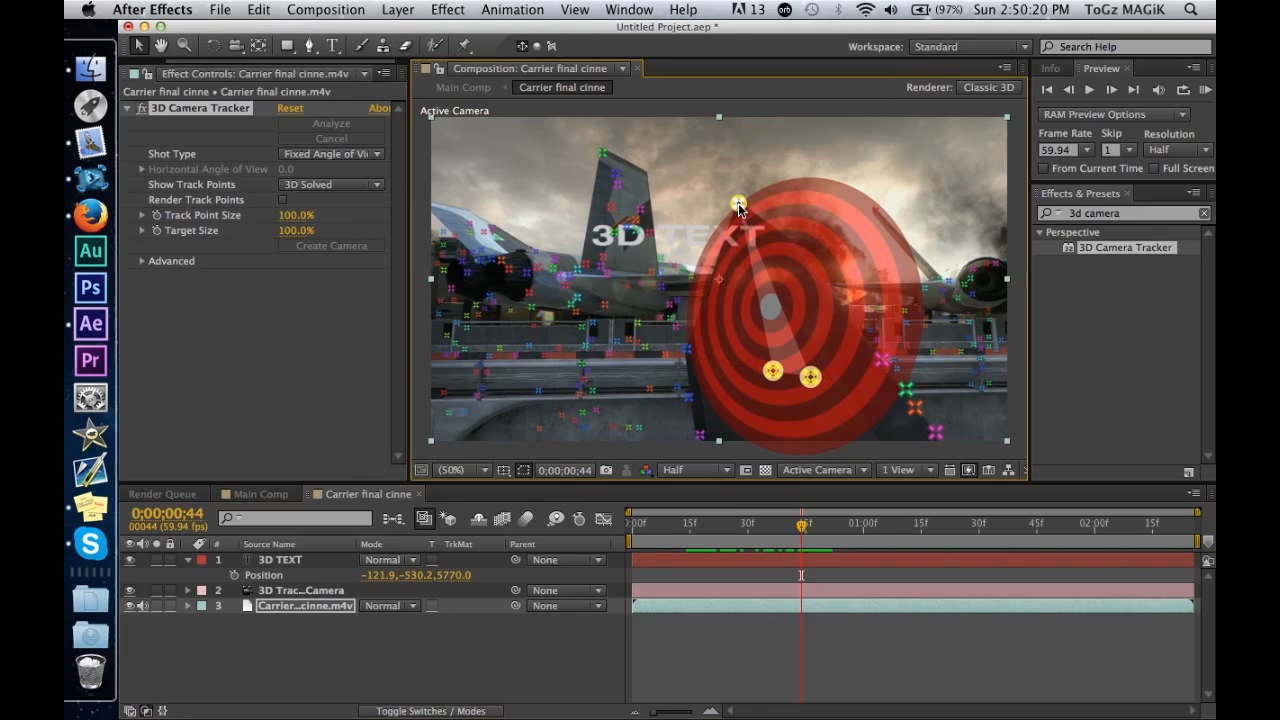 After Effects File Edit Composition Layer Effect Animation View Window Help 13 orb (97%) Sun 2:50:20 PM ToGz MAGiK
Untitled Project.aep *
T Workspace: Standard Search Help
Effect Controls: Carrier final cinne.m4v
Composition: Carrier final cinne
Info Preview
Carrier final cinne • Carrier final cinne.m4v
Main Comp Carrier final cinne
Renderer: Classic 3D
fx 3D Camera Tracker Reset Abou
Active Camera
RAM Preview Options
Analyze
Cancel
Frame Rate Skip Resolution
Shot Type Fixed Angle of Vi
59.94 1 Half
Horizontal Angle of View 0.0
From Current Time Full Screen
Show Track Points 3D Solved
Render Track Points
Effects & Presets
Track Point Size 100.0%
3d camera
Target Size 100.0%
Perspective
Create Camera
3D Camera Tracker
3D TEXT
Advanced
Au
Ps
Ae
Pr
(50%) 0;00;00;44 Half Active Camera 1 View
Render Queue Main Comp Carrier final cinne
0;00;00;44
00044 (59.94 fps)
:00f 15f 30f 5f 01:00f 15f 30f 45f 02:00f 15f
# Source Name Mode T TrkMat Parent
1 T 3D TEXT Normal None
Position -121.9,-530.2,5770.0
2 3D Trac...Camera None
3 Carrier...cinne.m4v Normal None
Toggle Switches / Modes